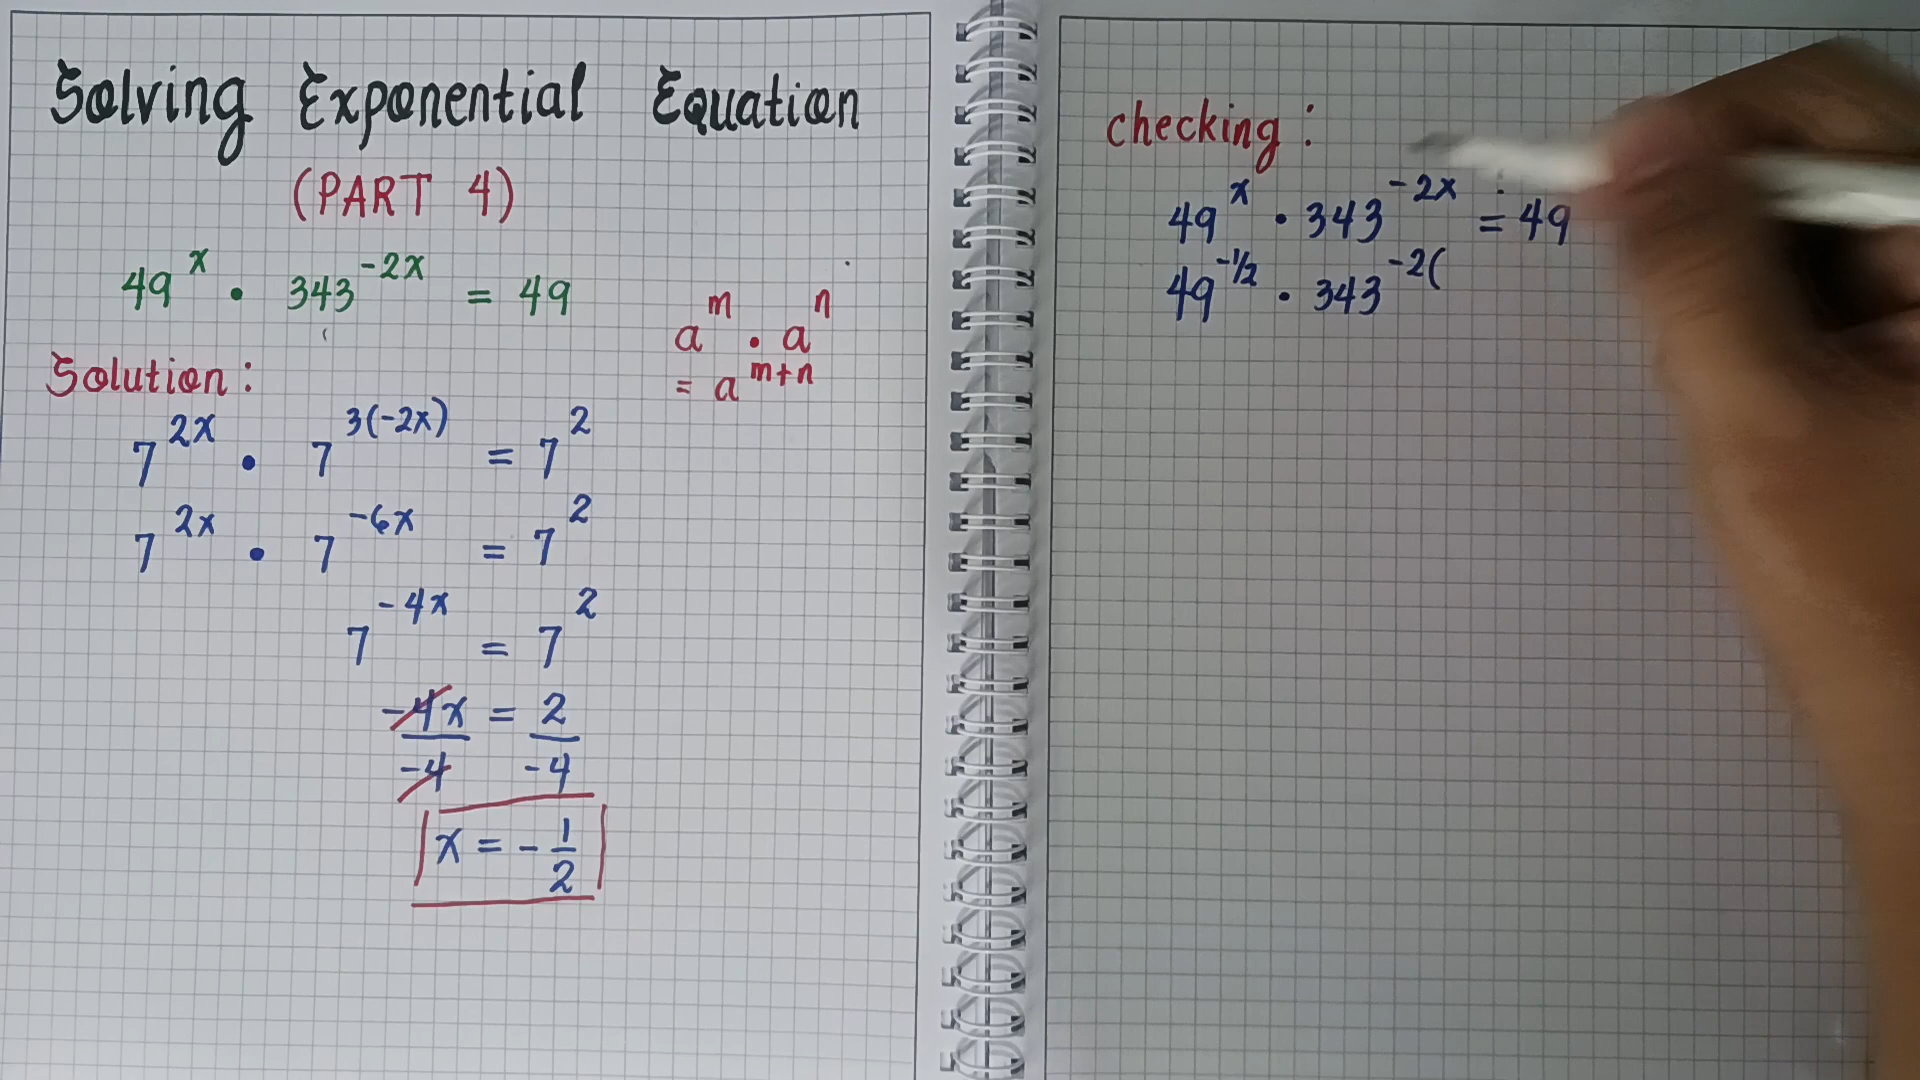 Solving Exponential Equation
(PART 4)
49^x · 343^-2x = 49
a^m · a^n
= a^m+n
Solution:
7^2x · 7^3(-2x) = 7^2
7^2x · 7^-6x = 7^2
7^-4x = 7^2
-4x = 2
-4 -4
x = -1/2
checking:
49^x · 343^-2x = 49
49^-1/2 · 343^-2(